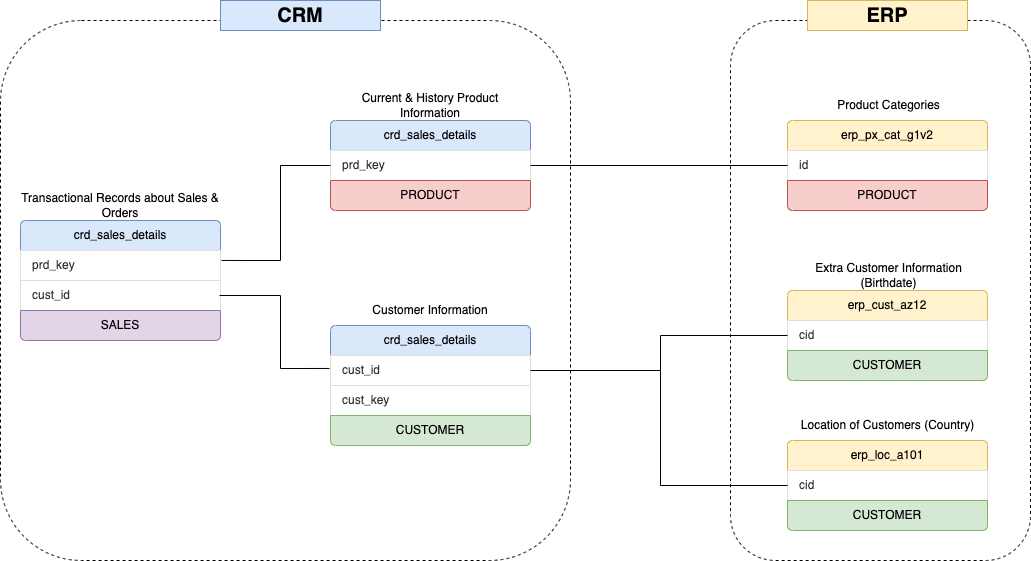 CRM
Current & History Product
Information
crd_sales_details
prd_key
PRODUCT
Transactional Records about Sales &
Orders
crd_sales_details
prd_key
cust_id
SALES
Customer Information
crd_sales_details
cust_id
cust_key
CUSTOMER
ERP
Product Categories
erp_px_cat_g1v2
id
PRODUCT
Extra Customer Information
(Birthdate)
erp_cust_az12
cid
CUSTOMER
Location of Customers (Country)
erp_loc_a101
cid
CUSTOMER